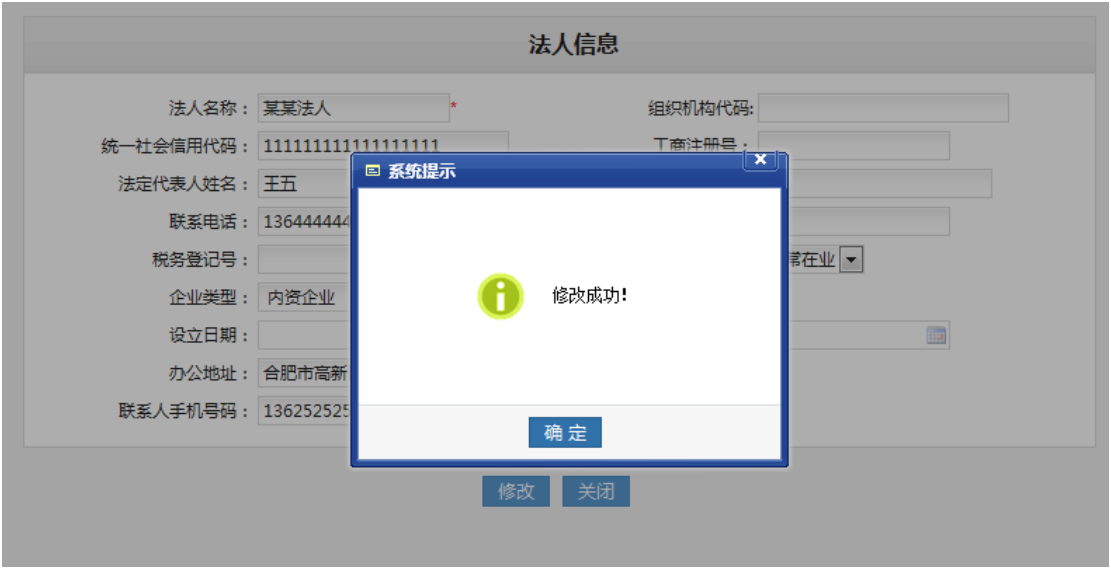 法人信息
法人名称： 某某法人 * 组织机构代码:
统一社会信用代码： 111111111111111111 工商注册号：
系统提示
法定代表人姓名： 王五
联系电话： 136444444
税务登记号： 常在业
企业类型： 内资企业 修改成功!
设立日期：
办公地址： 合肥市高新
联系人手机号码： 136252525
确 定
修改 关闭